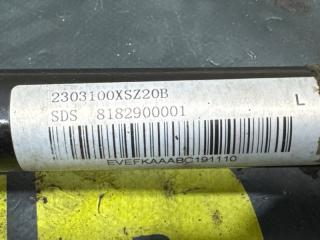 2303100XSZ20B
SDS 8182900001 L
EVEFKAAABC191110